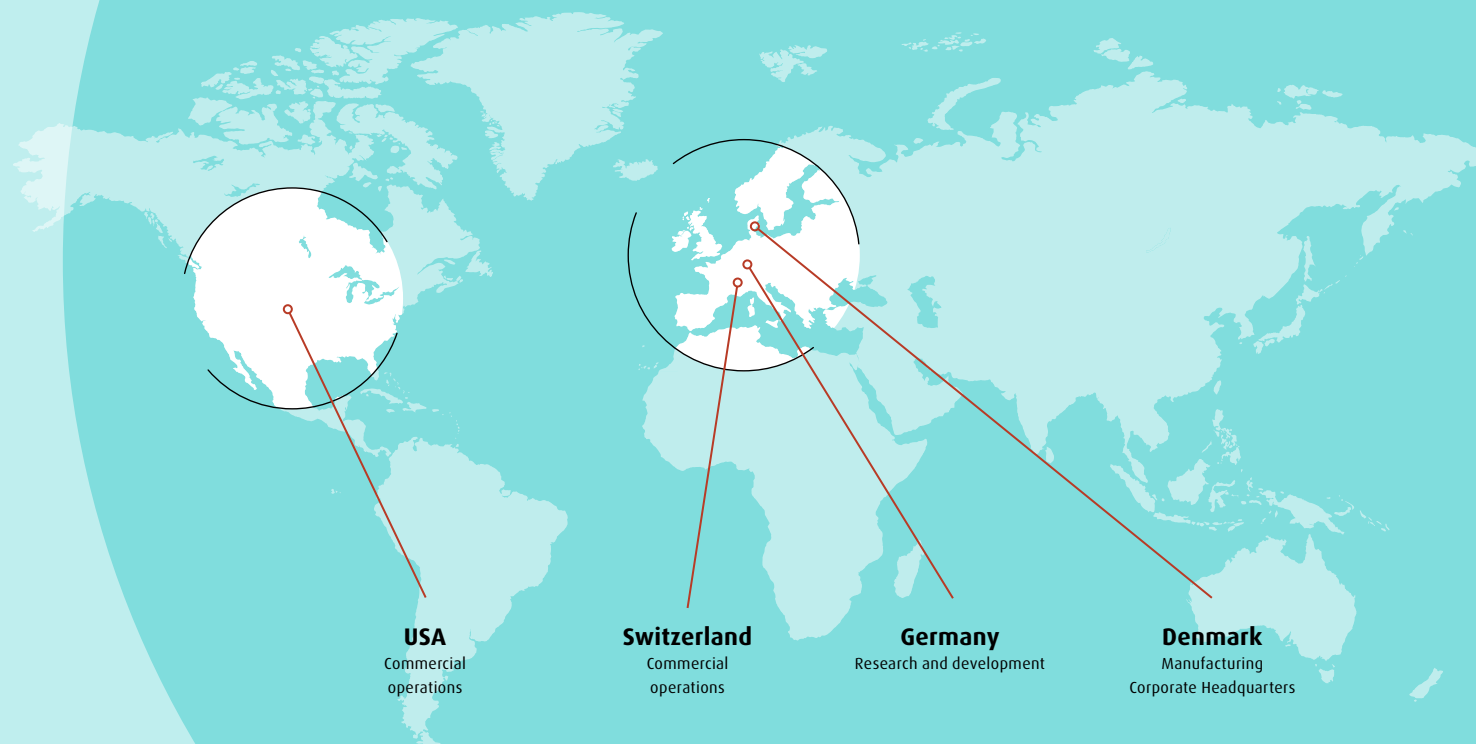 USA
Commercial
operations
Switzerland
Commercial
operations
Germany
Research and development
Denmark
Manufacturing
Corporate Headquarters